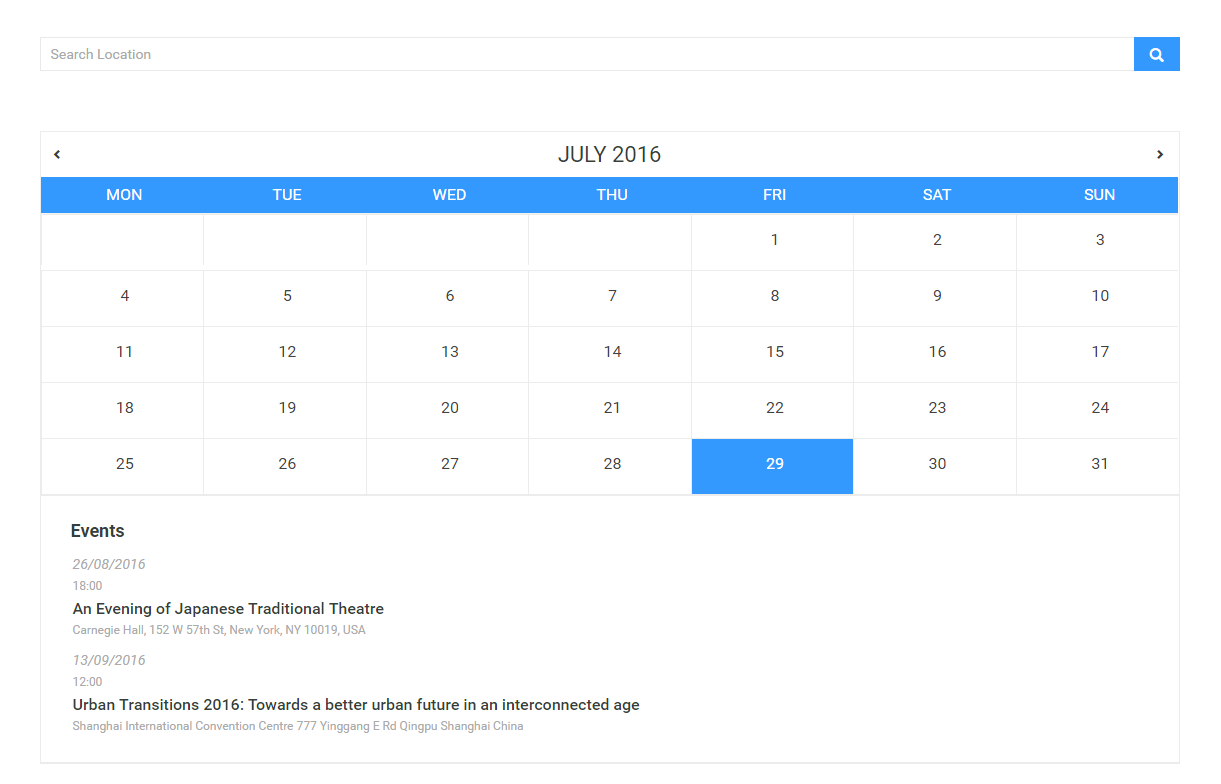 Search Location
JULY 2016
MON TUE WED THU FRI SAT SUN
1 2 3
4 5 6 7 8 9 10
11 12 13 14 15 16 17
18 19 20 21 22 23 24
25 26 27 28 29 30 31
Events
26/08/2016
18:00
An Evening of Japanese Traditional Theatre
Carnegie Hall, 152 W 57th St, New York, NY 10019, USA
13/09/2016
12:00
Urban Transitions 2016: Towards a better urban future in an interconnected age
Shanghai International Convention Centre 777 Yinggang E Rd Qingpu Shanghai China